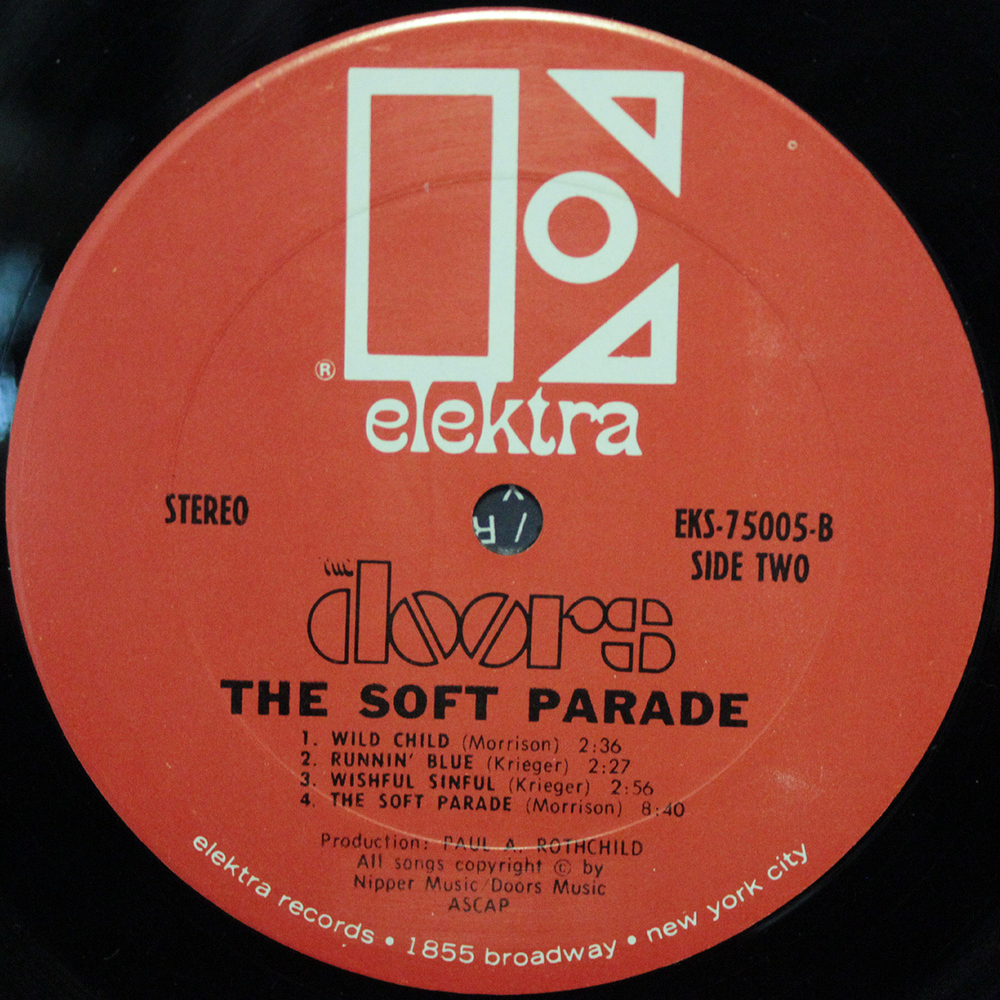 ®
elektra
STEREO
EKS-75005-B
SIDE TWO
THE
doors
THE SOFT PARADE
1. WILD CHILD (Morrison) 2:36
2. RUNNIN' BLUE (Krieger) 2:27
3. WISHFUL SINFUL (Krieger) 2:56
4. THE SOFT PARADE (Morrison) 8:40
Production: PAUL A. ROTHCHILD
All songs copyright © by
Nipper Music/Doors Music
ASCAP
elektra records • 1855 broadway • new york city